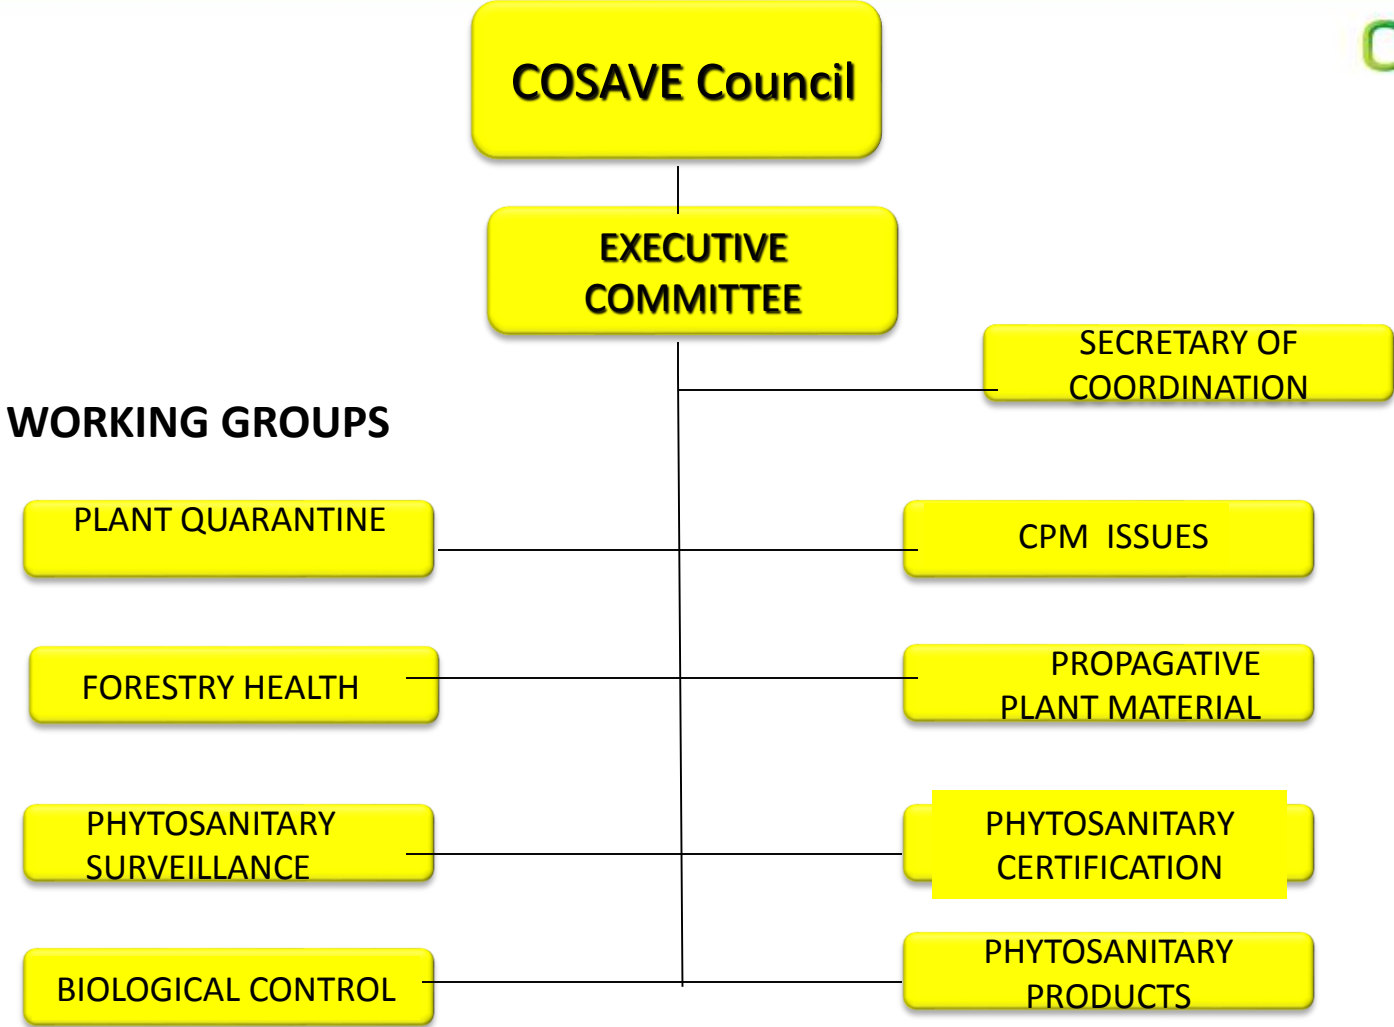 COSAVE Council
EXECUTIVE
COMMITTEE
SECRETARY OF
COORDINATION
WORKING GROUPS
PLANT QUARANTINE
CPM ISSUES
FORESTRY HEALTH
PROPAGATIVE
PLANT MATERIAL
PHYTOSANITARY
SURVEILLANCE
PHYTOSANITARY
CERTIFICATION
BIOLOGICAL CONTROL
PHYTOSANITARY
PRODUCTS